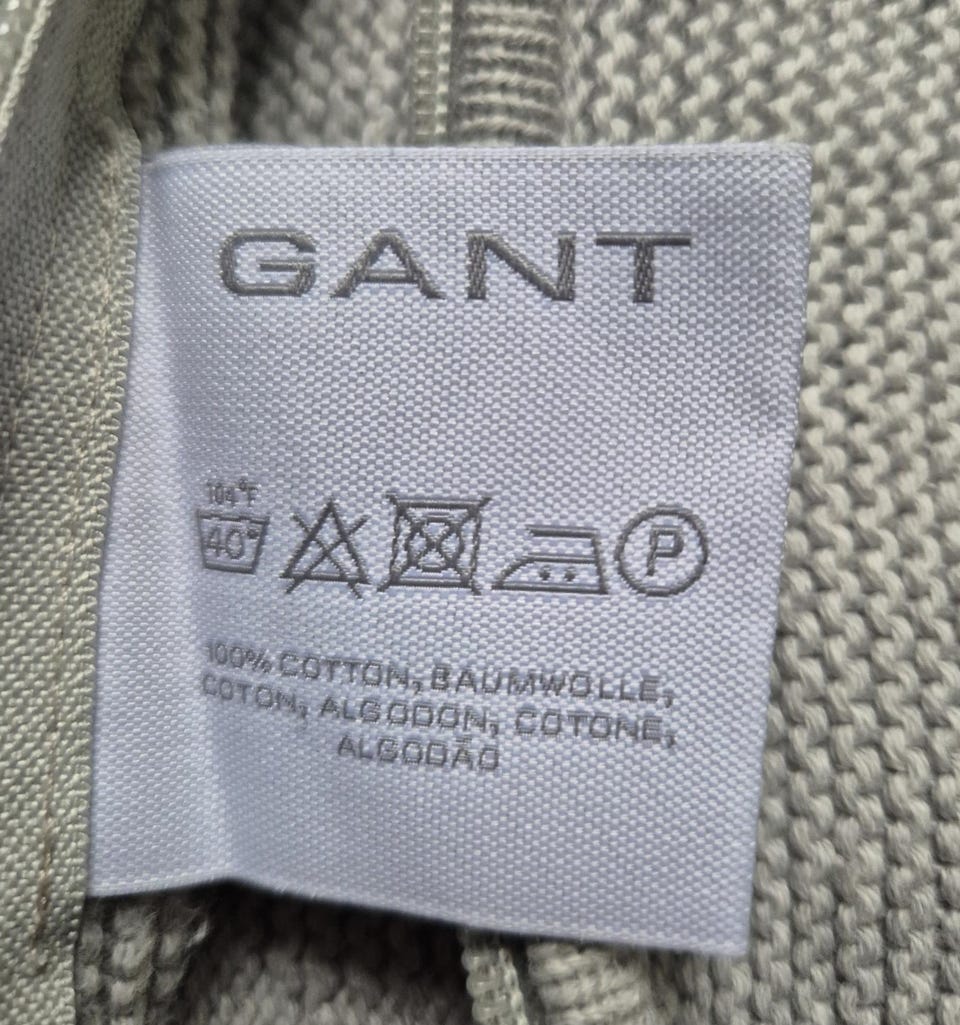 GANT
104°F
40°
P
100% COTTON, BAUMWOLLE,
COTON, ALGODON, COTONE,
ALGODÃO